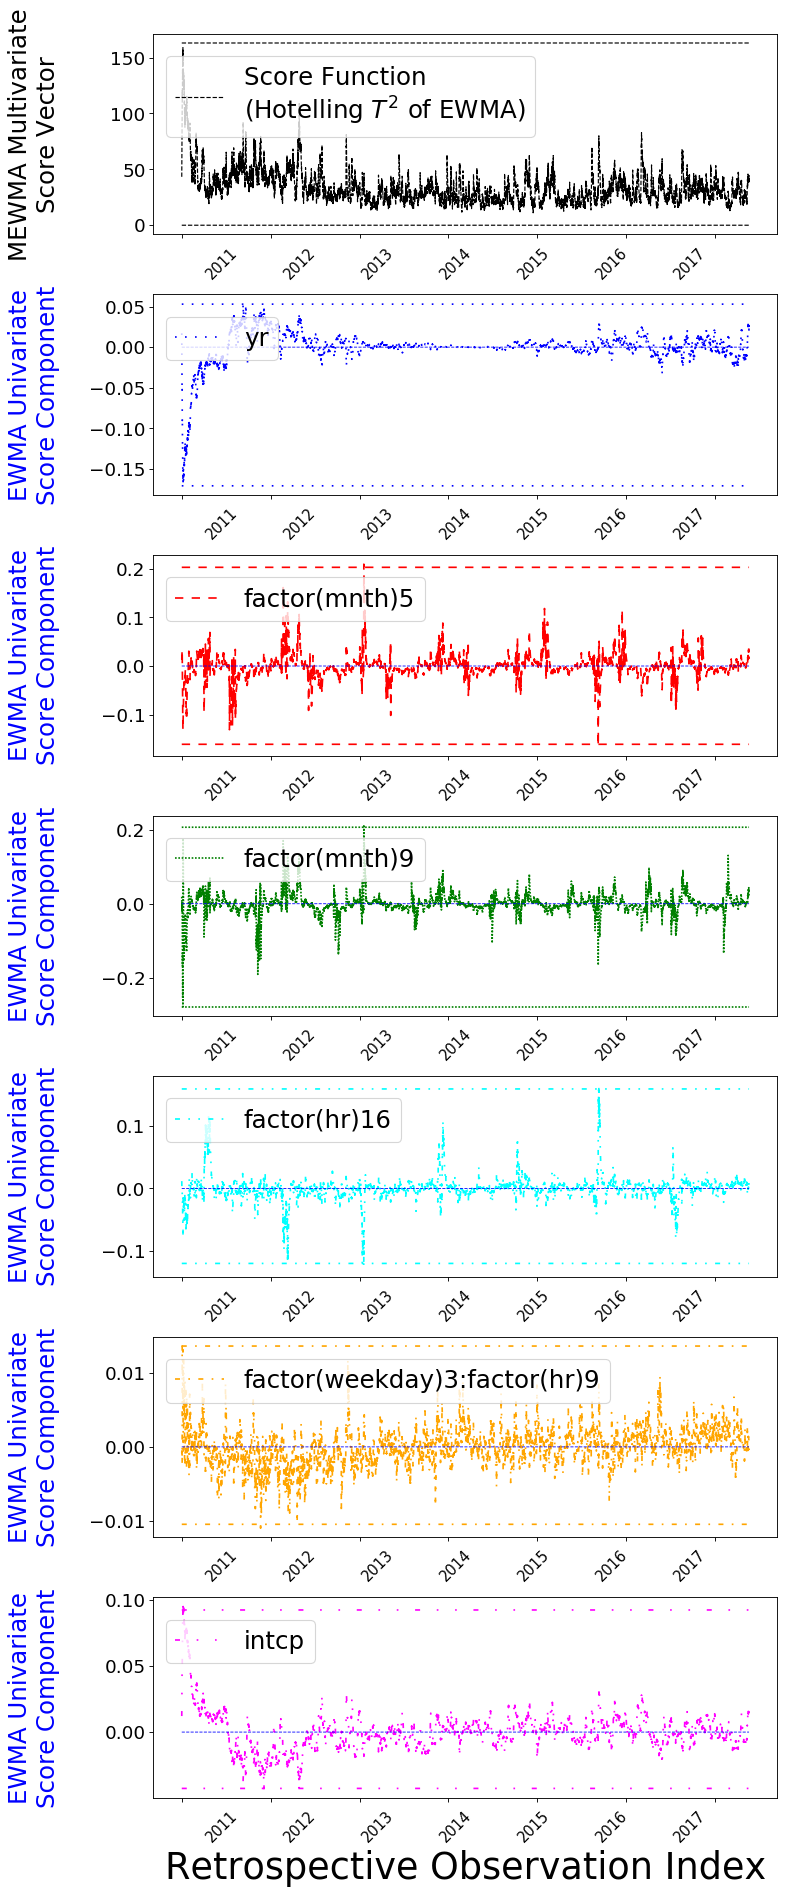 MEWMA Multivariate
Score Vector
150
100
50
0
Score Function
(Hotelling T² of EWMA)
2011 2012 2013 2014 2015 2016 2017
EWMA Univariate
Score Component
0.05
0.00
−0.05
−0.10
−0.15
yr
2011 2012 2013 2014 2015 2016 2017
EWMA Univariate
Score Component
0.2
0.1
0.0
−0.1
factor(mnth)5
2011 2012 2013 2014 2015 2016 2017
EWMA Univariate
Score Component
0.2
0.0
−0.2
factor(mnth)9
2011 2012 2013 2014 2015 2016 2017
EWMA Univariate
Score Component
0.1
0.0
−0.1
factor(hr)16
2011 2012 2013 2014 2015 2016 2017
EWMA Univariate
Score Component
0.01
0.00
−0.01
factor(weekday)3:factor(hr)9
2011 2012 2013 2014 2015 2016 2017
EWMA Univariate
Score Component
0.10
0.05
0.00
intcp
2011 2012 2013 2014 2015 2016 2017
Retrospective Observation Index